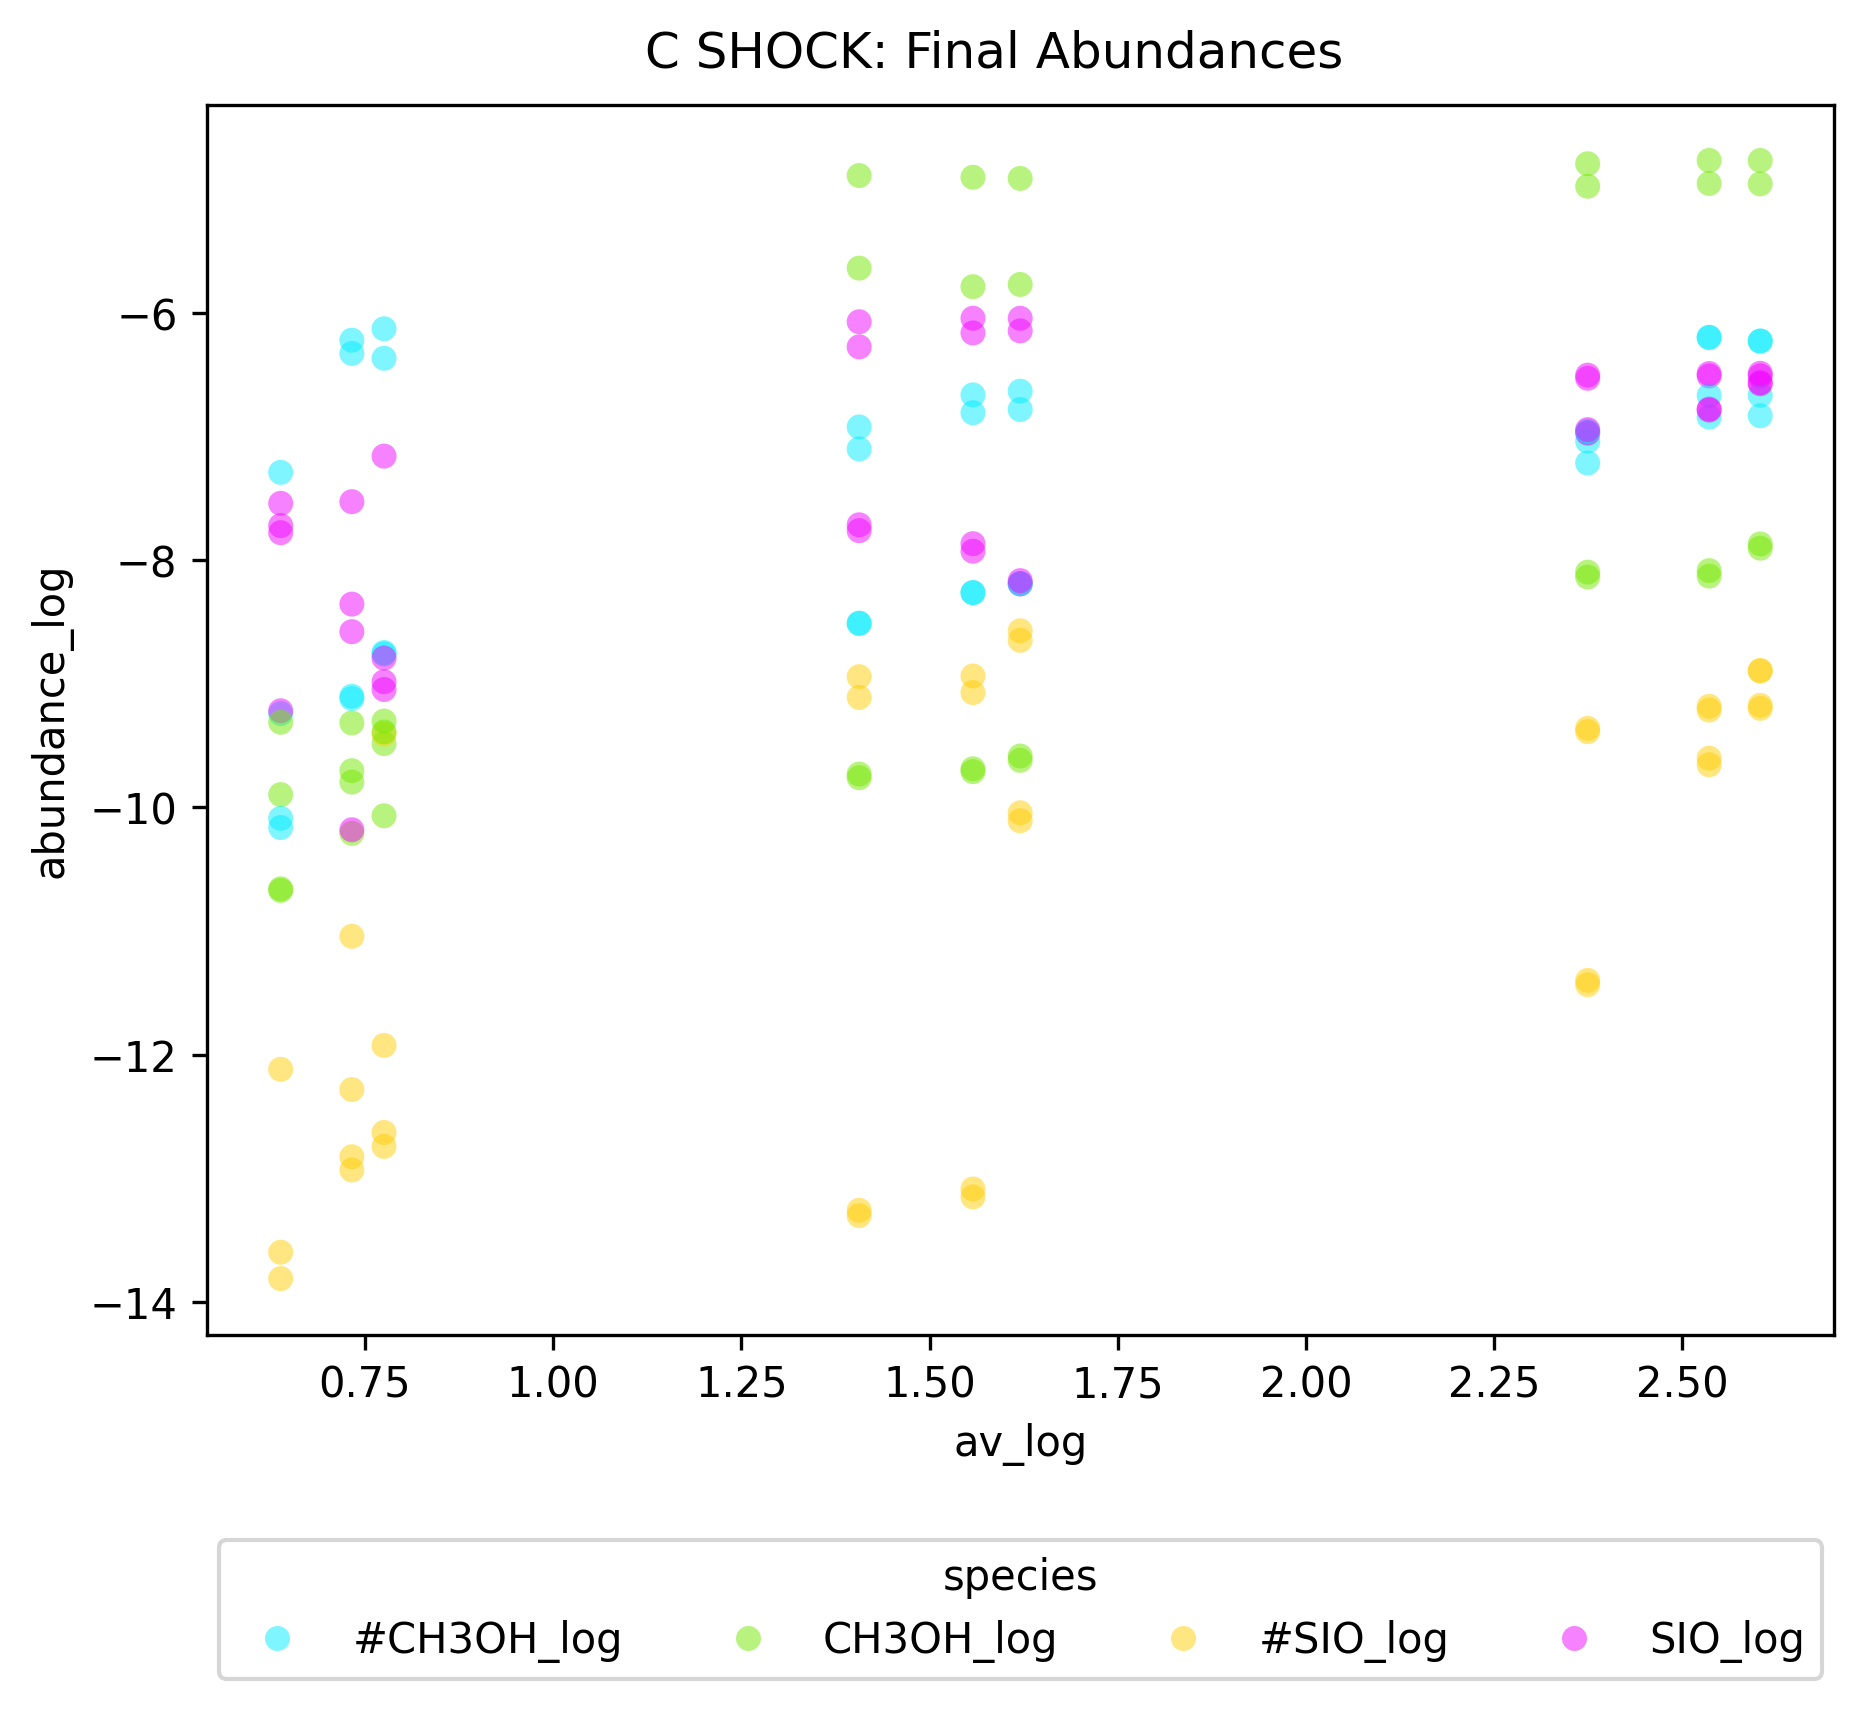 C SHOCK: Final Abundances
abundance_log
−6
−8
−10
−12
−14
0.75 1.00 1.25 1.50 1.75 2.00 2.25 2.50
av_log
species
#CH3OH_log CH3OH_log #SIO_log SIO_log